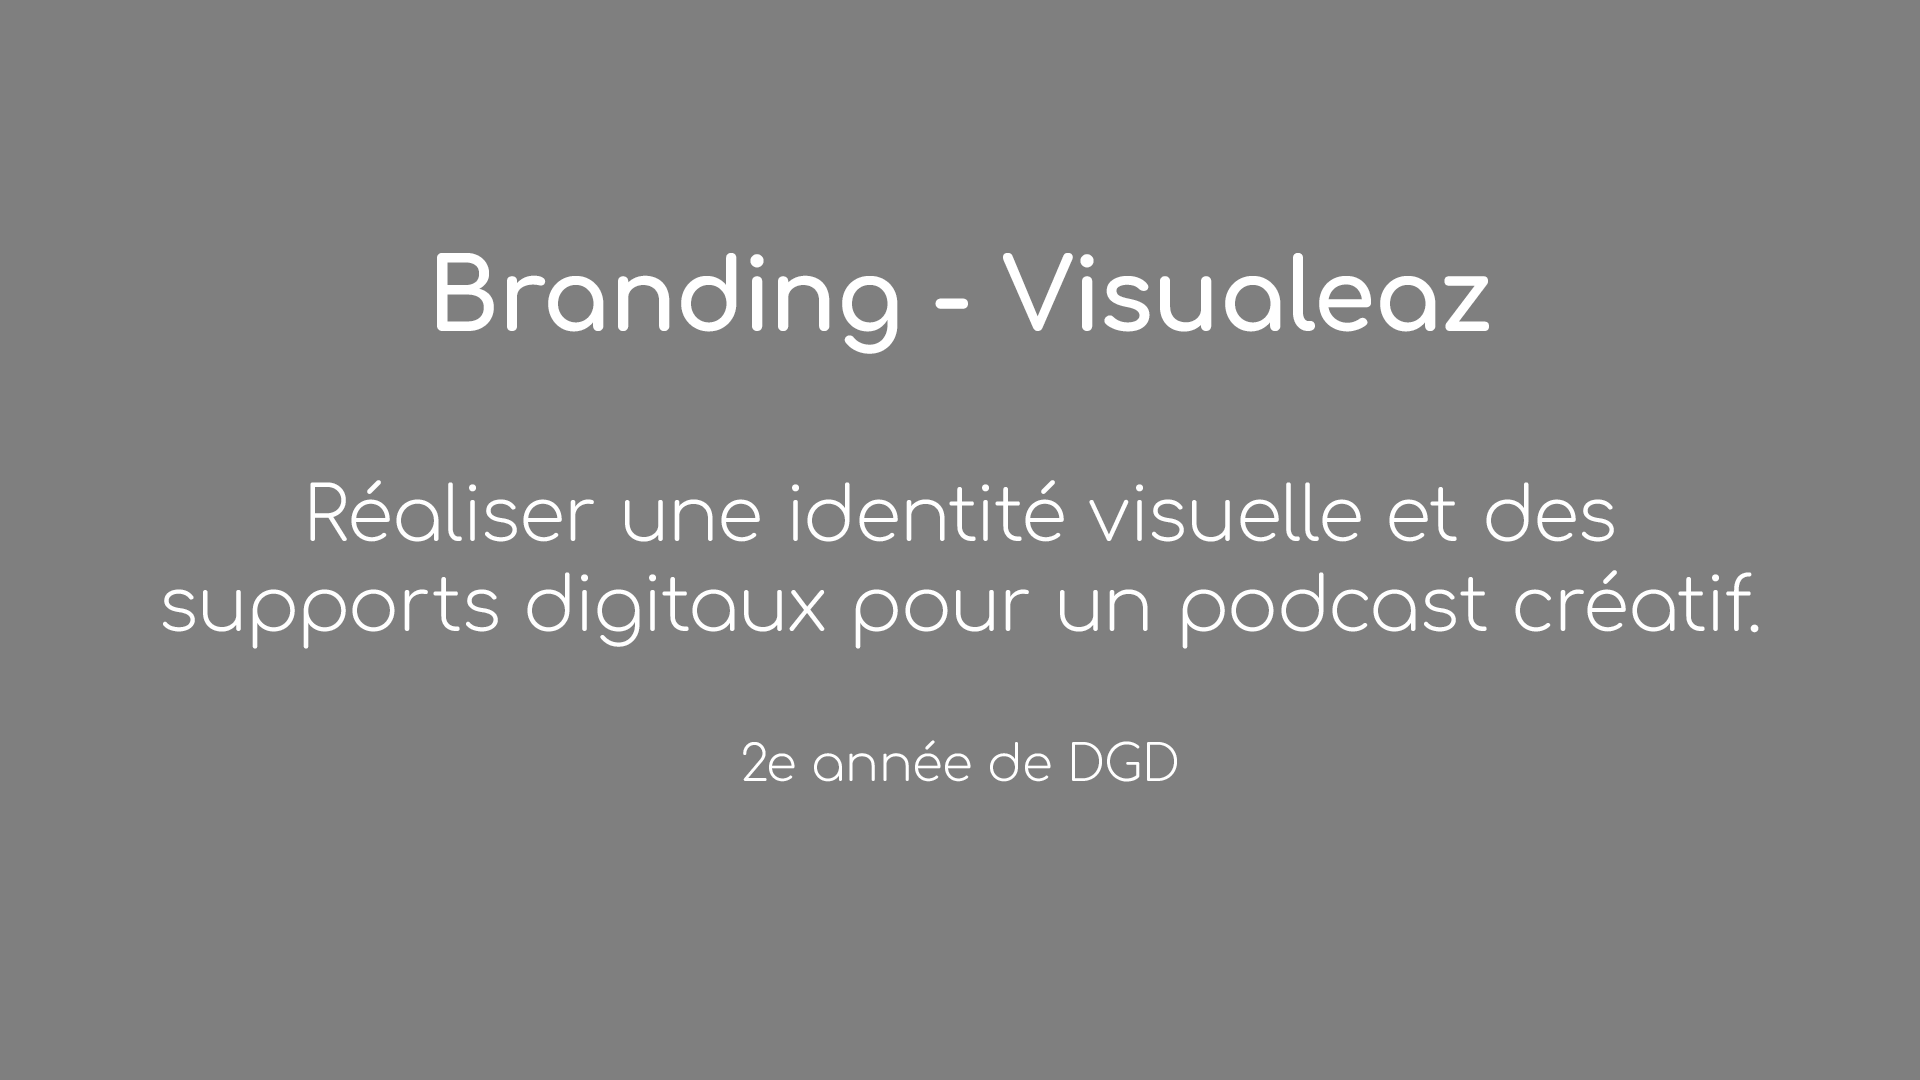 Branding - Visualeaz
Réaliser une identité visuelle et des
supports digitaux pour un podcast créatif.
2e année de DGD